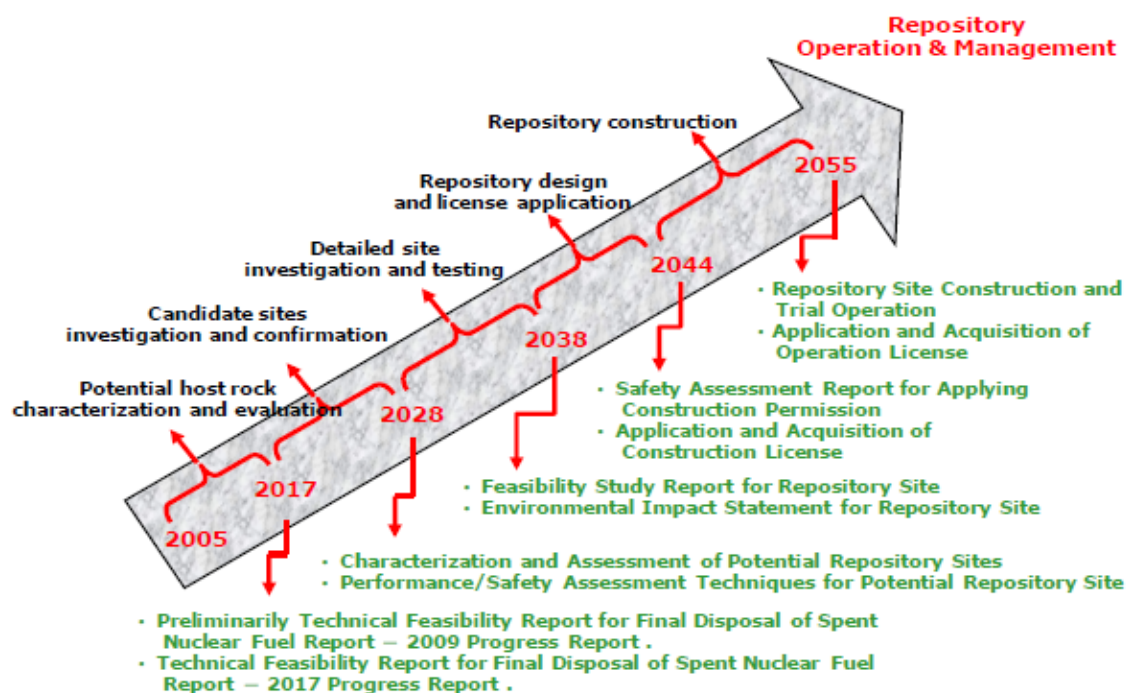 Repository
Operation & Management
Repository construction
2055
Repository design
and license application
2044
Detailed site
investigation and testing
2038
Candidate sites
investigation and confirmation
2028
Potential host rock
characterization and evaluation
2017
2005
· Repository Site Construction and
Trial Operation
· Application and Acquisition of
Operation License
· Safety Assessment Report for Applying
Construction Permission
· Application and Acquisition of
Construction License
· Feasibility Study Report for Repository Site
· Environmental Impact Statement for Repository Site
· Characterization and Assessment of Potential Repository Sites
· Performance/Safety Assessment Techniques for Potential Repository Site
· Preliminarily Technical Feasibility Report for Final Disposal of Spent
Nuclear Fuel Report – 2009 Progress Report .
· Technical Feasibility Report for Final Disposal of Spent Nuclear Fuel
Report – 2017 Progress Report .